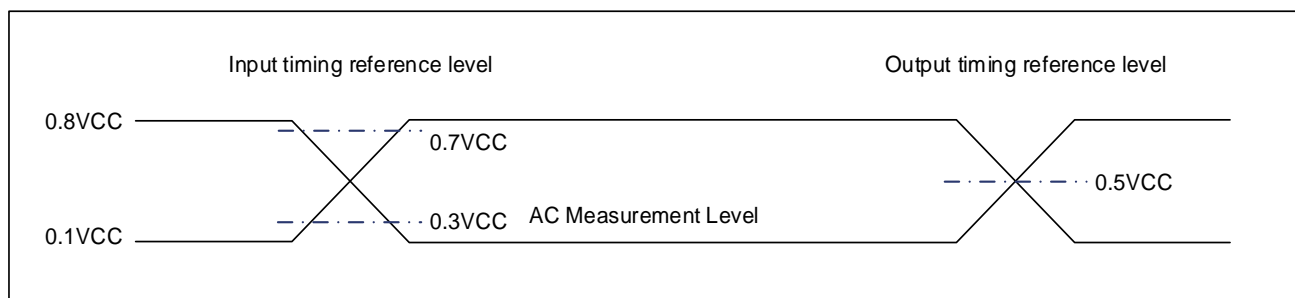 Input timing reference level
Output timing reference level
0.8VCC
0.7VCC
0.5VCC
0.3VCC
AC Measurement Level
0.1VCC